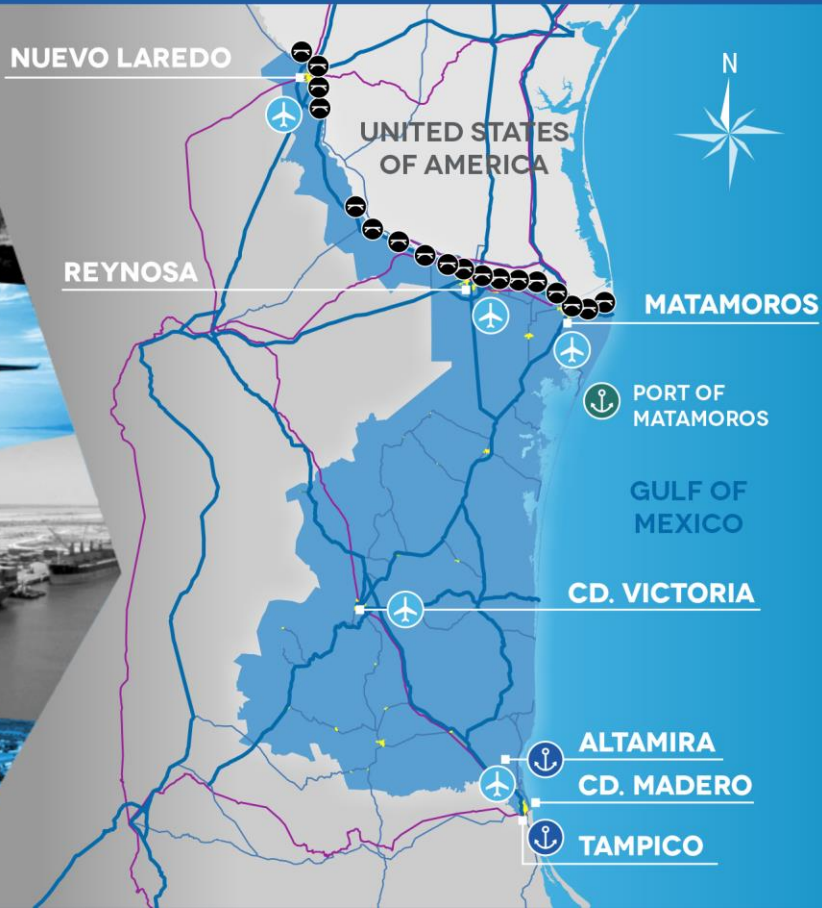 NUEVO LAREDO
N
UNITED STATES
OF AMERICA
REYNOSA
MATAMOROS
PORT OF
MATAMOROS
GULF OF
MEXICO
CD. VICTORIA
ALTAMIRA
CD. MADERO
TAMPICO